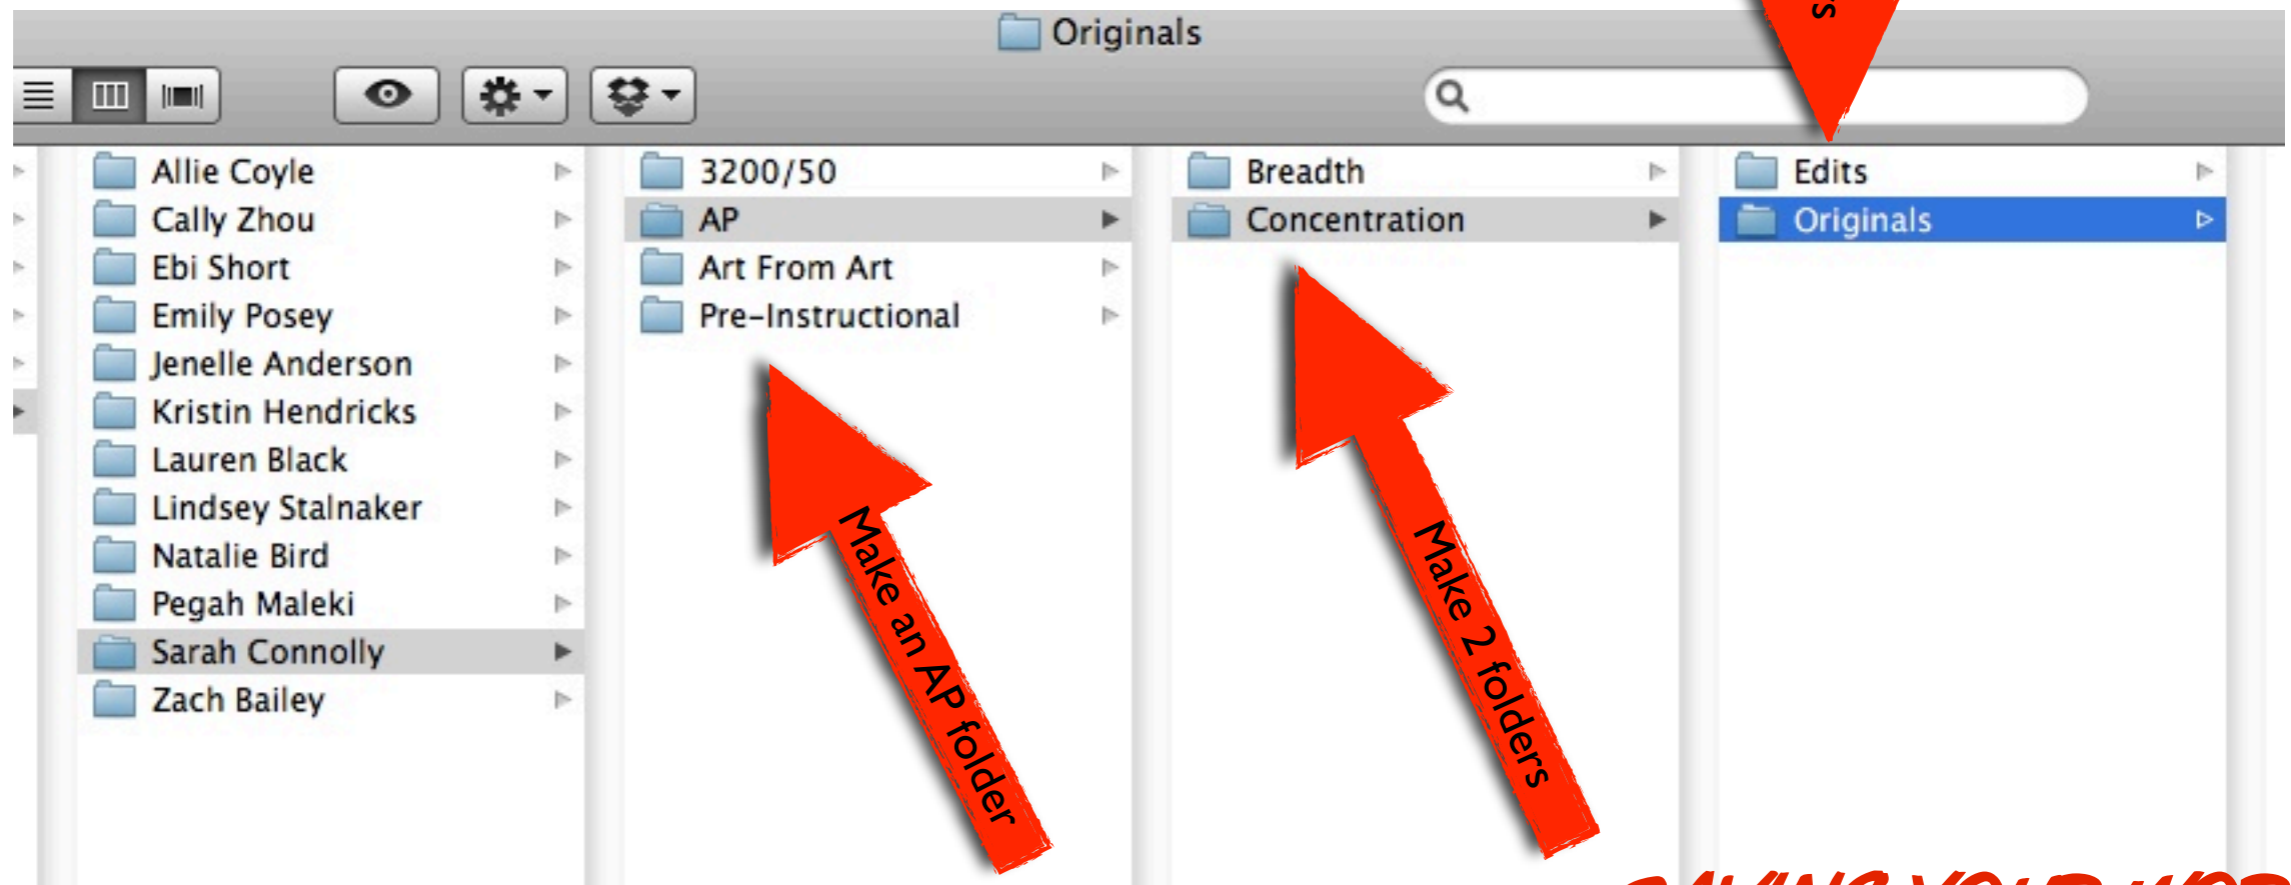 Originals
Allie Coyle
Cally Zhou
Ebi Short
Emily Posey
Jenelle Anderson
Kristin Hendricks
Lauren Black
Lindsey Stalnaker
Natalie Bird
Pegah Maleki
Sarah Connolly
Zach Bailey
3200/50
AP
Art From Art
Pre-Instructional
Breadth
Concentration
Edits
Originals
Make an AP folder
Make 2 folders